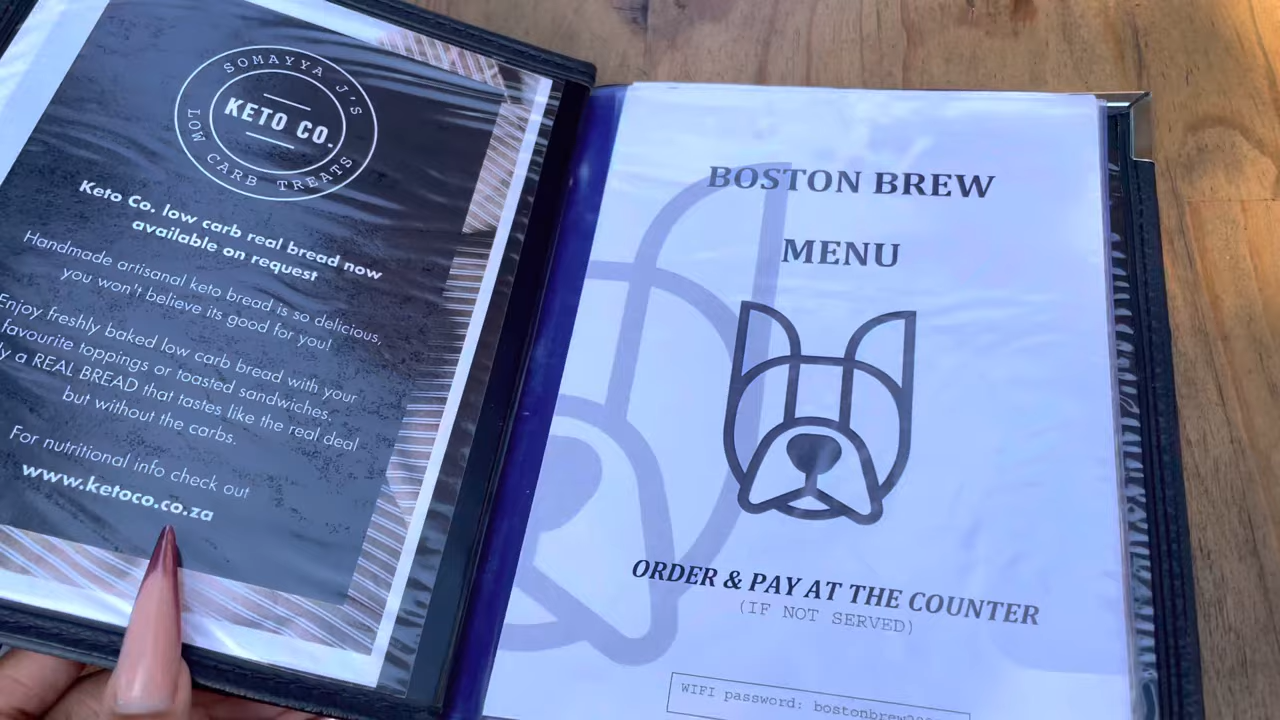 SOMAYYA J'S
KETO CO.
LOW CARB TREATS
Keto Co. low carb real bread now
available on request
Handmade artisanal keto bread is so delicious,
you won't believe its good for you!
Enjoy freshly baked low carb bread with your
favourite toppings or toasted sandwiches.
a REAL BREAD that tastes like the real deal
but without the carbs.
For nutritional info check out
www.ketoco.co.za
BOSTON BREW
MENU
ORDER & PAY AT THE COUNTER
(IF NOT SERVED)
WIFI password: